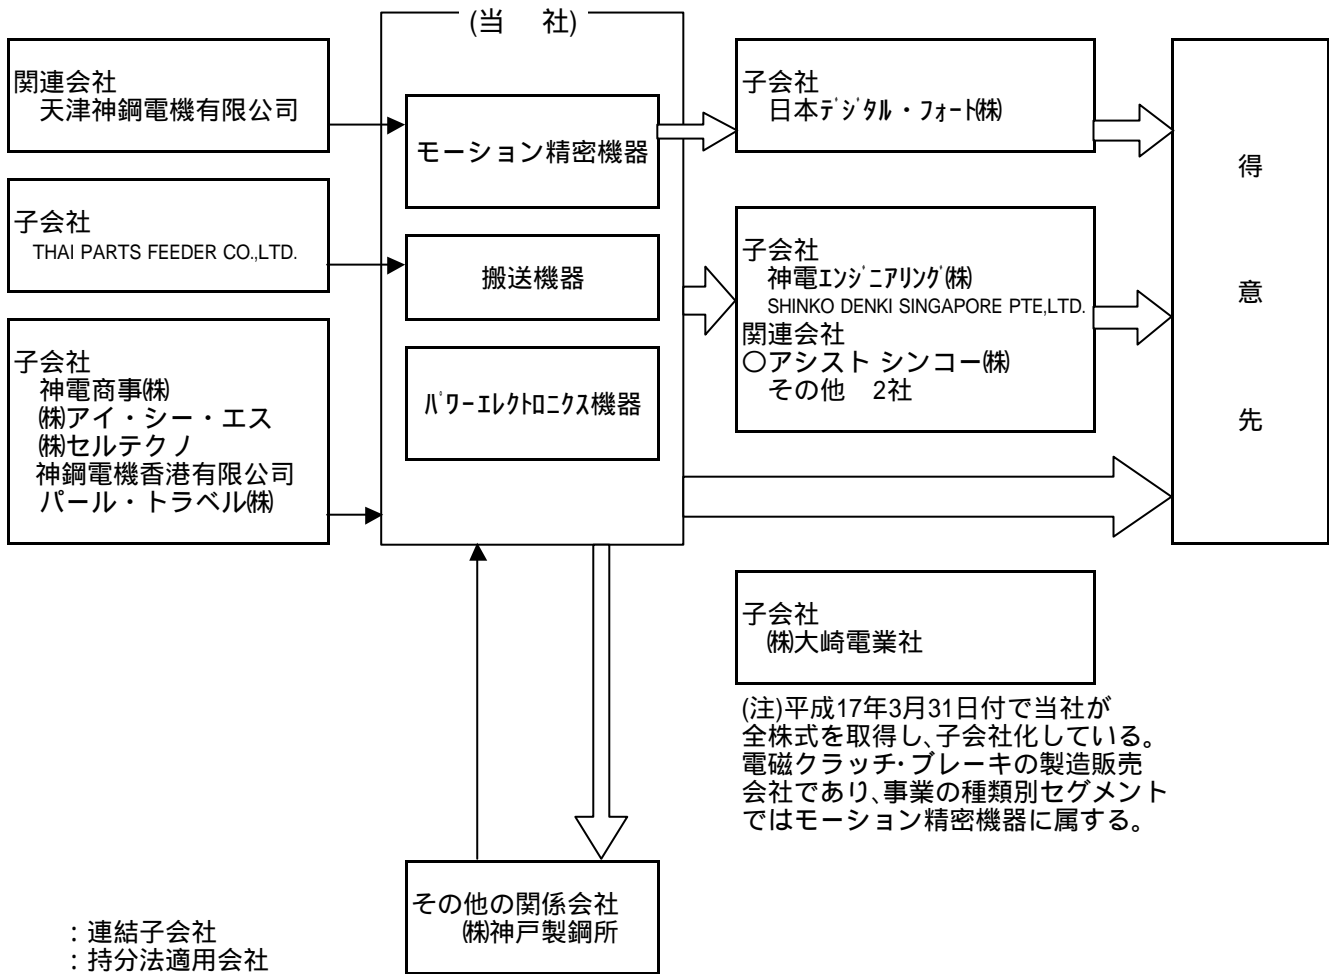 (当　社)
関連会社
天津神鋼電機有限公司
子会社
THAI PARTS FEEDER CO.,LTD.
子会社
神電商事㈱
㈱アイ・シー・エス
㈱セルテクノ
神鋼電機香港有限公司
パール・トラベル㈱
モーション精密機器
搬送機器
ﾊﾟﾜｰｴﾚｸﾄﾛﾆｸｽ機器
子会社
日本ﾃﾞｼﾞﾀﾙ・ﾌｫｰﾄ㈱
子会社
神電ｴﾝｼﾞﾆｱﾘﾝｸﾞ㈱
SHINKO DENKI SINGAPORE PTE,LTD.
関連会社
○アシスト シンコー㈱
その他　2社
得
意
先
子会社
㈱大崎電業社
(注)平成17年3月31日付で当社が
全株式を取得し、子会社化している。
電磁クラッチ・ブレーキの製造販売
会社であり、事業の種類別セグメント
ではモーション精密機器に属する。
その他の関係会社
㈱神戸製鋼所
：連結子会社
：持分法適用会社